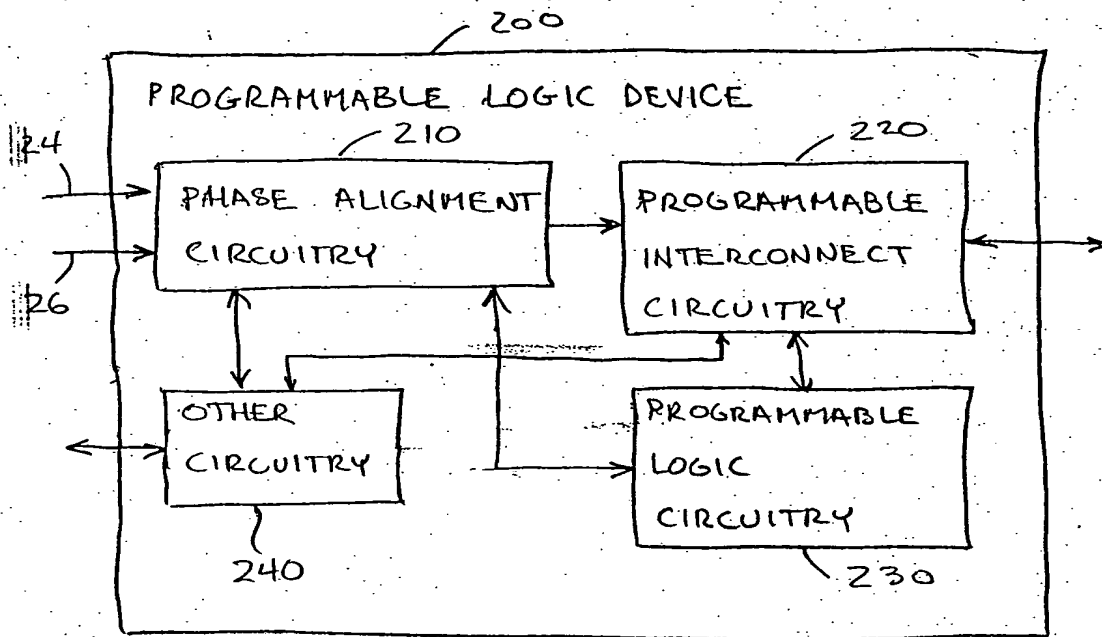 200
PROGRAMMABLE LOGIC DEVICE
210
220
24
PHASE ALIGNMENT
CIRCUITRY
PROGRAMMABLE
INTERCONNECT
CIRCUITRY
26
OTHER
CIRCUITRY
PROGRAMMABLE
LOGIC
CIRCUITRY
240
230